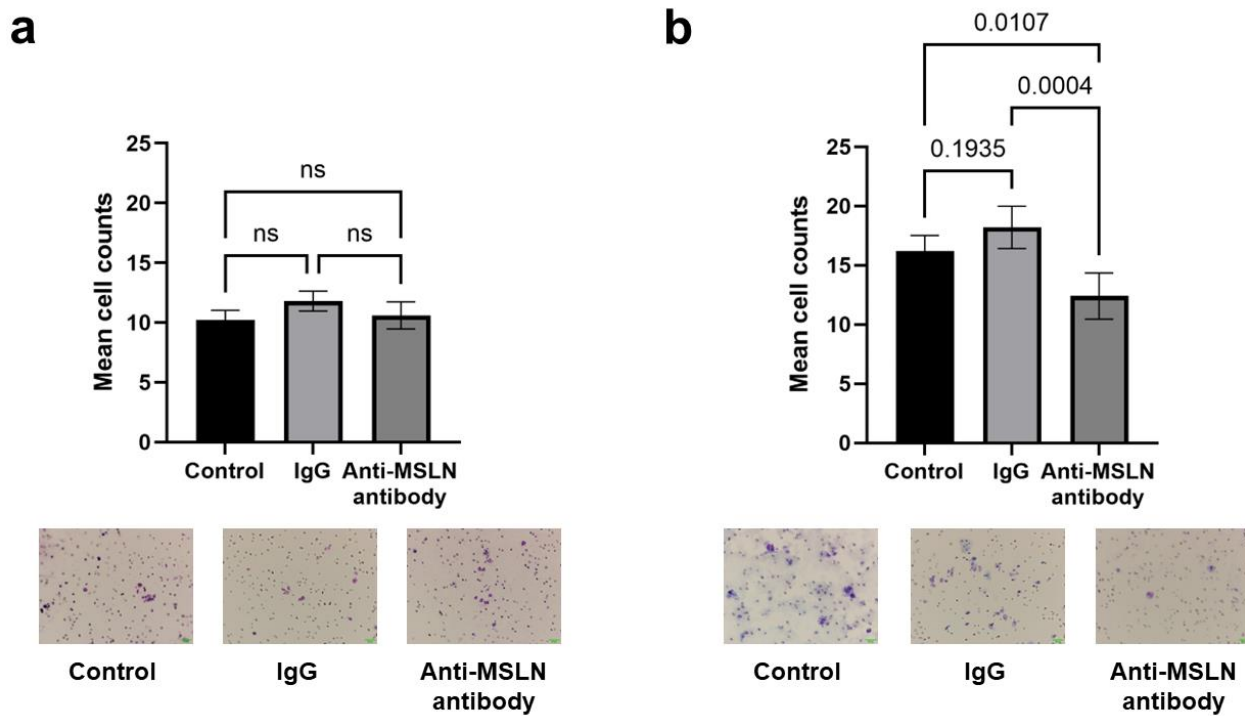 a
25
20
15
10
5
0
Mean cell counts
ns
ns
ns
Control
IgG
Anti-MSLN
antibody
Control
IgG
Anti-MSLN
antibody
b
0.0107
0.0004
0.1935
25
20
15
10
5
0
Mean cell counts
Control
IgG
Anti-MSLN
antibody
Control
IgG
Anti-MSLN
antibody